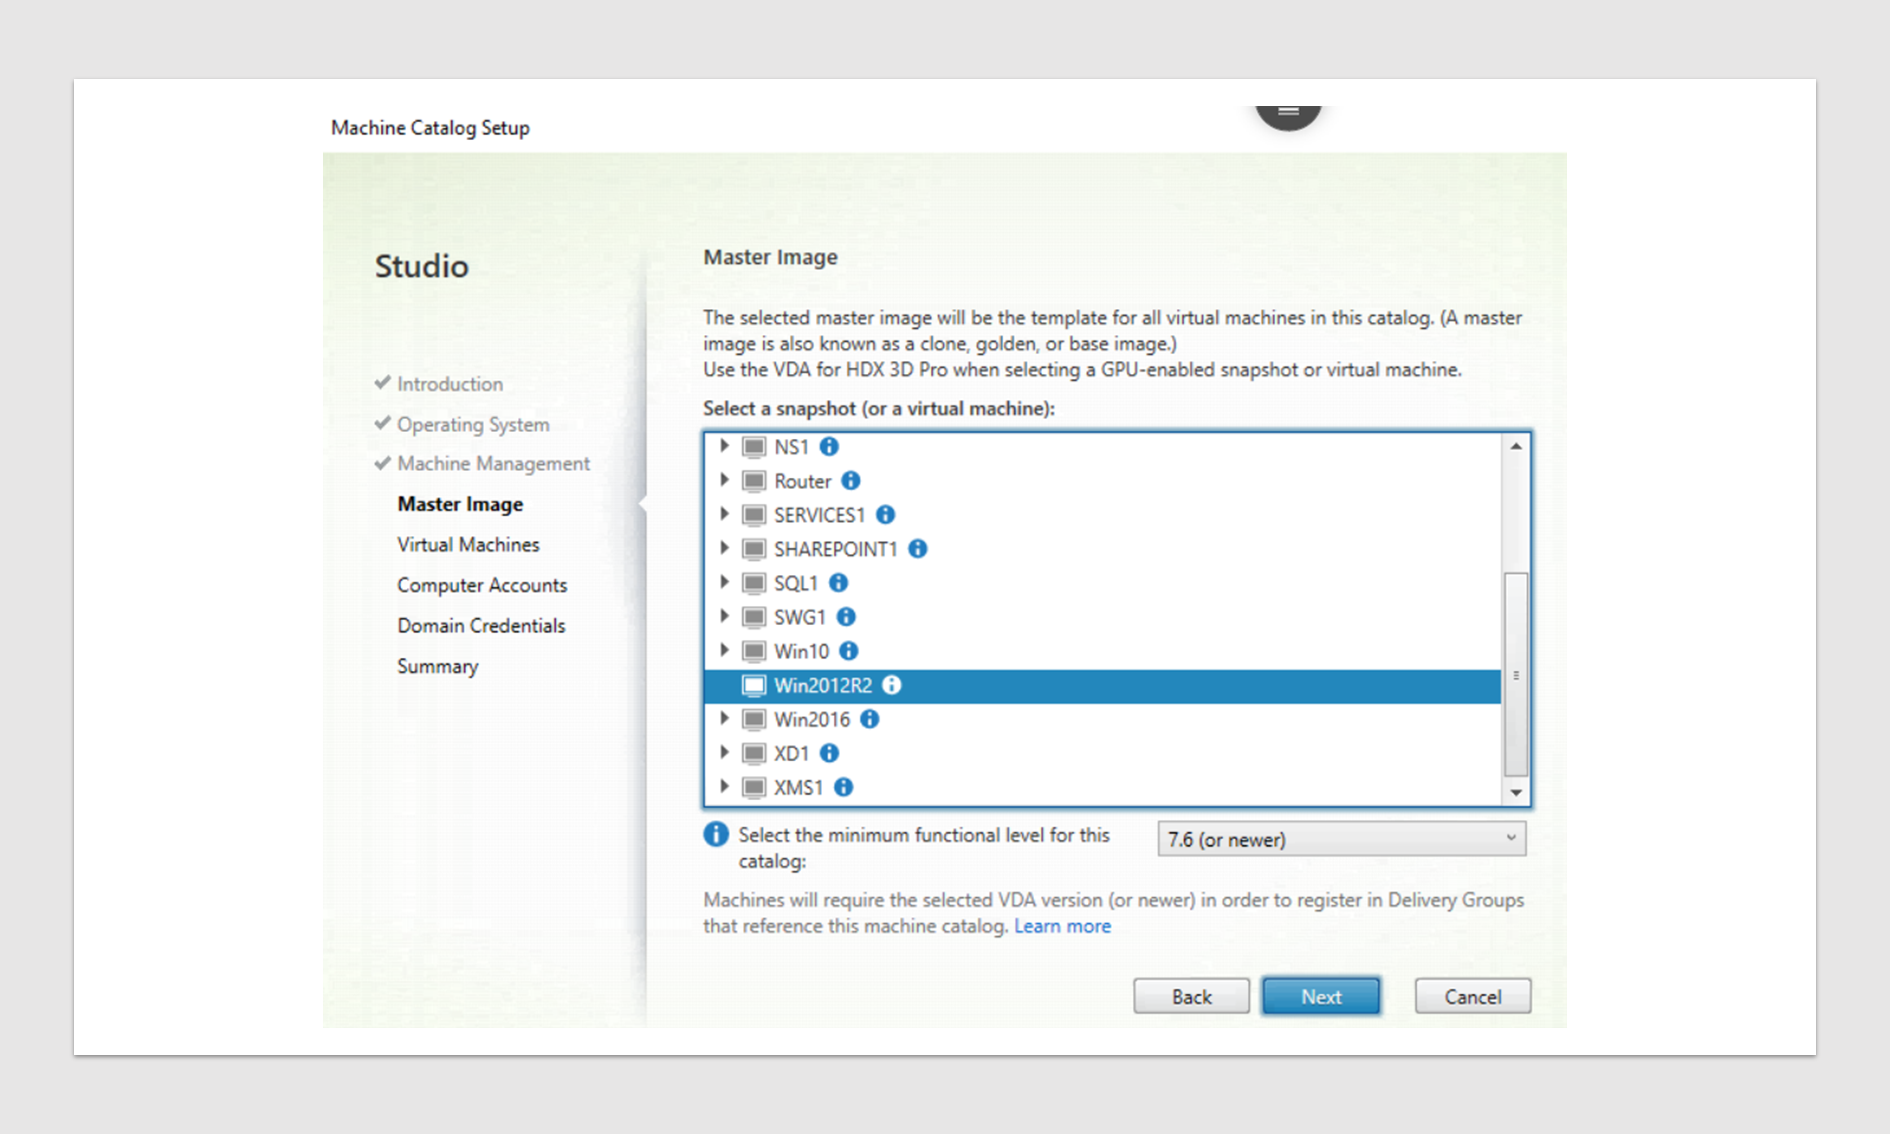 Machine Catalog Setup
Studio
Introduction
Operating System
Machine Management
Master Image
Virtual Machines
Computer Accounts
Domain Credentials
Summary
Master Image
The selected master image will be the template for all virtual machines in this catalog. (A master
image is also known as a clone, golden, or base image.)
Use the VDA for HDX 3D Pro when selecting a GPU-enabled snapshot or virtual machine.
Select a snapshot (or a virtual machine):
NS1
Router
SERVICES1
SHAREPOINT1
SQL1
SWG1
Win10
Win2012R2
Win2016
XD1
XMS1
Select the minimum functional level for this
catalog:
7.6 (or newer)
Machines will require the selected VDA version (or newer) in order to register in Delivery Groups
that reference this machine catalog. Learn more
Back
Next
Cancel